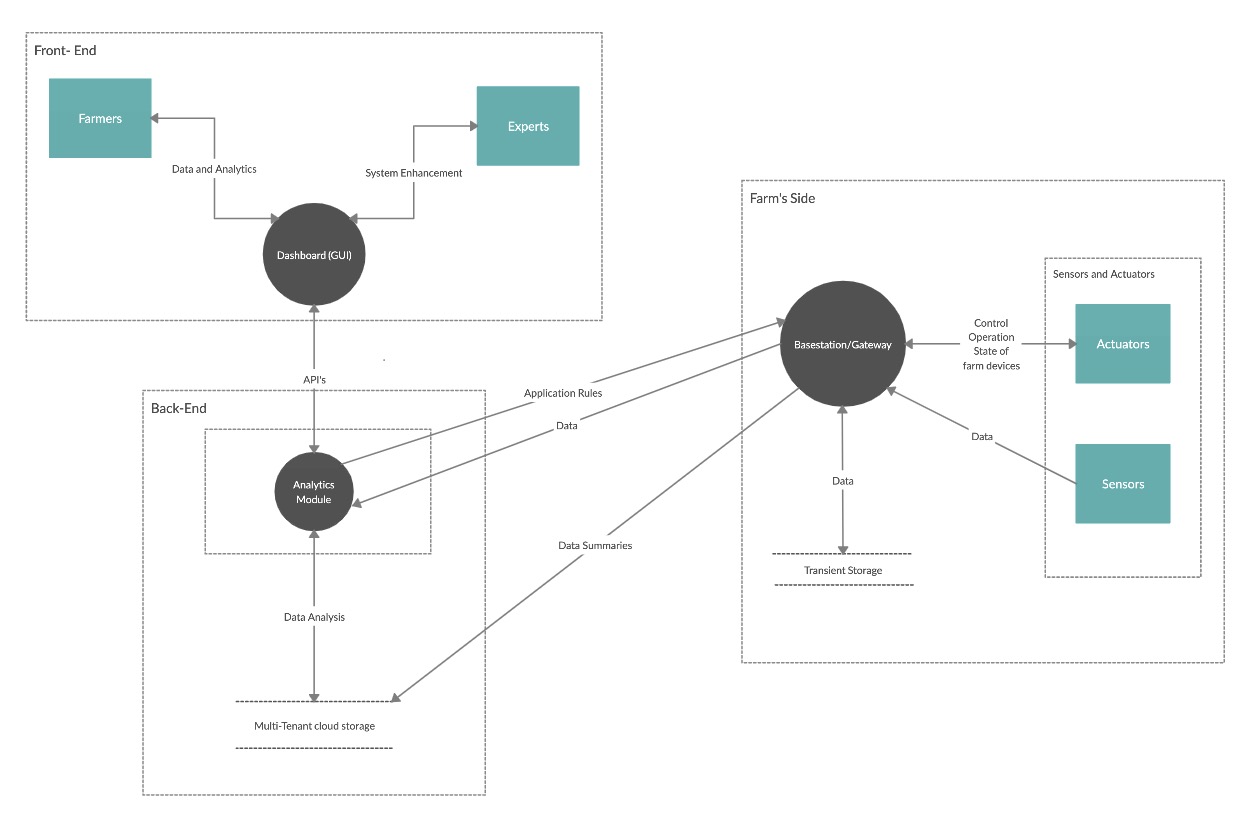 Front- End
Farmers
Experts
Data and Analytics
System Enhancement
Dashboard (GUI)
API's
Back-End
Analytics
Module
Data Analysis
Multi-Tenant cloud storage
Application Rules
Data
Data Summaries
Farm's Side
Sensors and Actuators
Basestation/Gateway
Control
Operation
State of
farm devices
Actuators
Data
Sensors
Data
Transient Storage